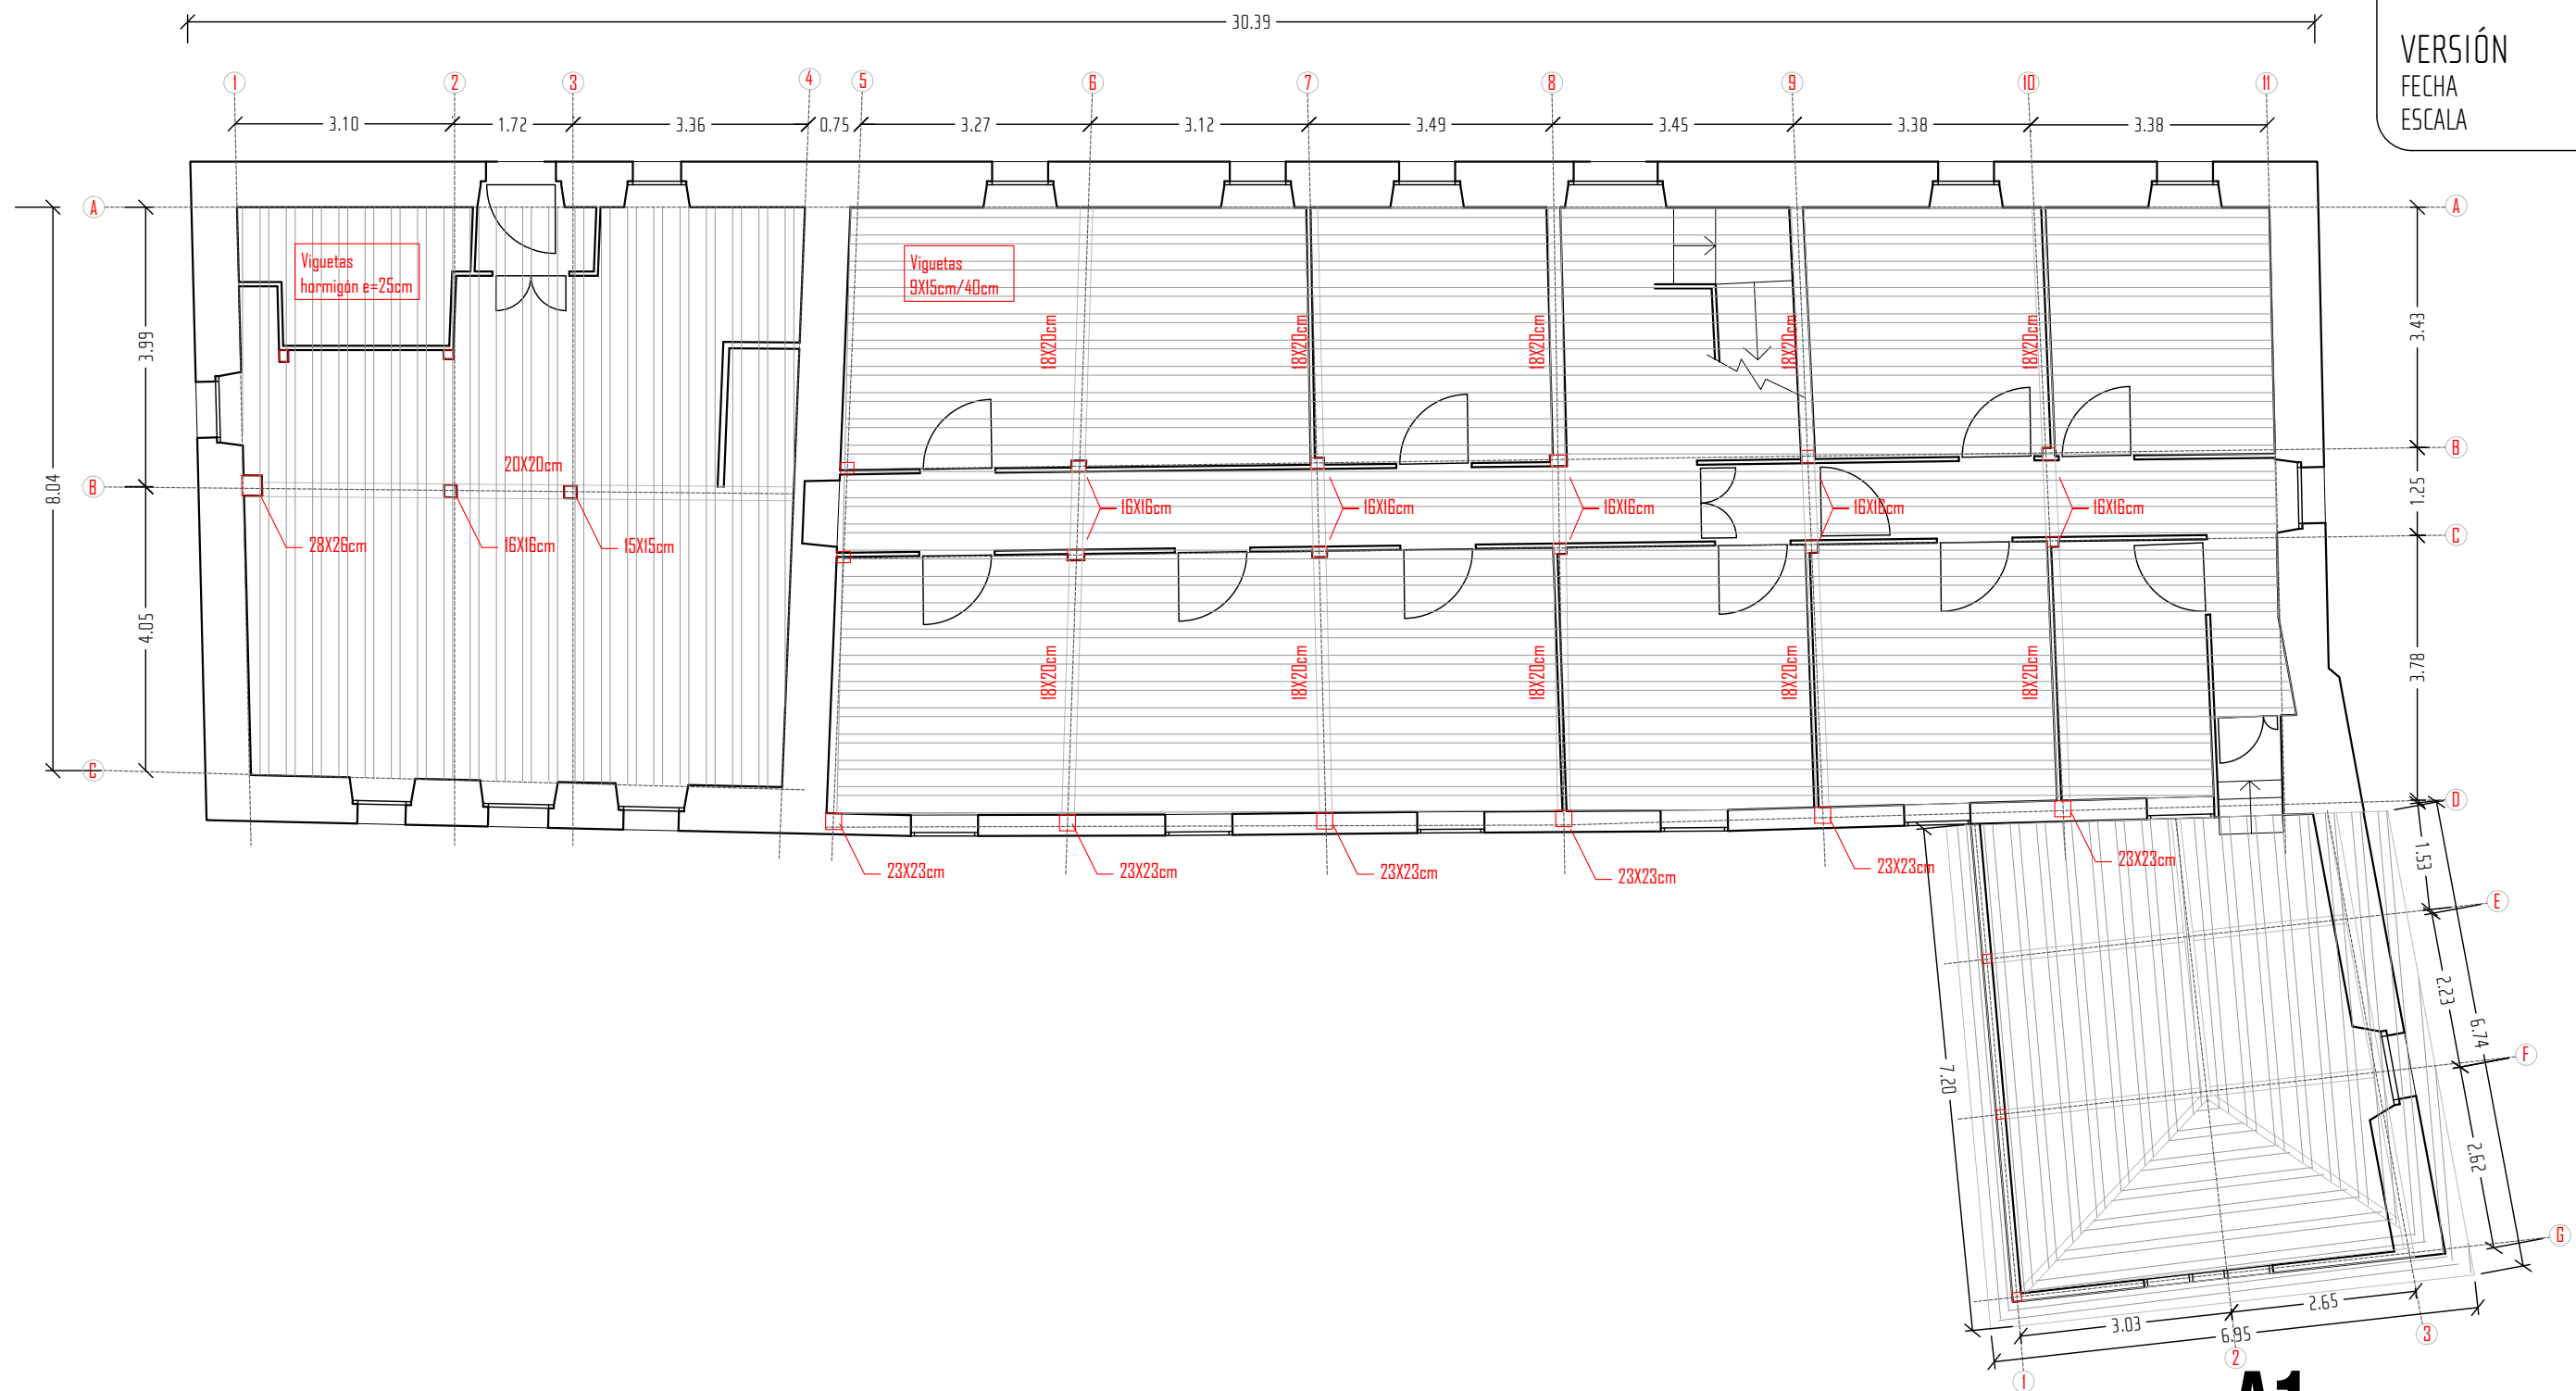 30.39
VERSIÓN
FECHA
ESCALA
1
2
3
4
5
6
7
8
9
10
11
3.10
1.72
3.36
0.75
3.27
3.12
3.49
3.45
3.38
3.38
A
A
Viguetas
hormigón e=25cm
Viguetas
9X15cm/40cm
3.99
18X20cm
18X20cm
18X20cm
18X20cm
18X20cm
3.43
B
20X20cm
B
8.04
28X26cm
16X16cm
15X15cm
16X16cm
16X16cm
16X16cm
16X16cm
16X16cm
1.25
C
4.05
18X20cm
18X20cm
18X20cm
18X20cm
18X20cm
3.78
C
D
23X23cm
23X23cm
23X23cm
23X23cm
23X23cm
23X23cm
1.53
E
2.23
6.74
F
7.20
2.62
G
3.03
2.65
6.95
1
2
3
A1